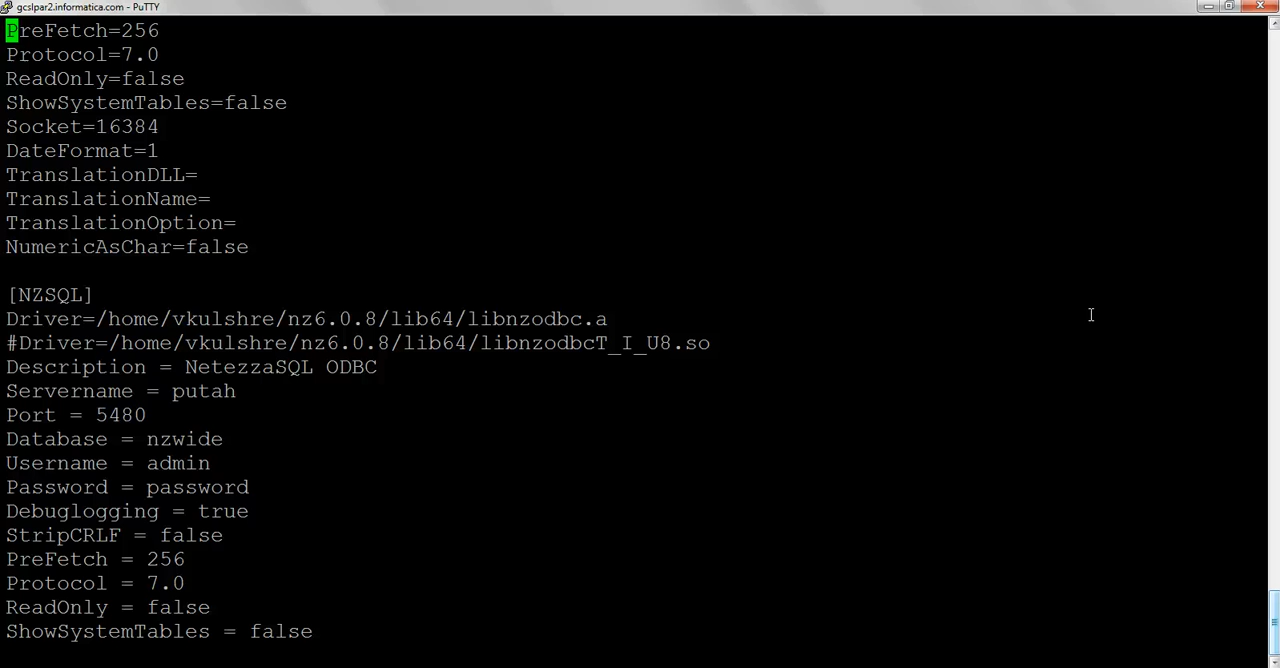 gcslpar2.informatica.com - PuTTY
PreFetch=256
Protocol=7.0
ReadOnly=false
ShowSystemTables=false
Socket=16384
DateFormat=1
TranslationDLL=
TranslationName=
TranslationOption=
NumericAsChar=false
[NZSQL]
Driver=/home/vkulshre/nz6.0.8/lib64/libnzodbc.a
#Driver=/home/vkulshre/nz6.0.8/lib64/libnzodbcT_I_U8.so
Description = NetezzaSQL ODBC
Servername = putah
Port = 5480
Database = nzwide
Username = admin
Password = password
Debuglogging = true
StripCRLF = false
PreFetch = 256
Protocol = 7.0
ReadOnly = false
ShowSystemTables = false